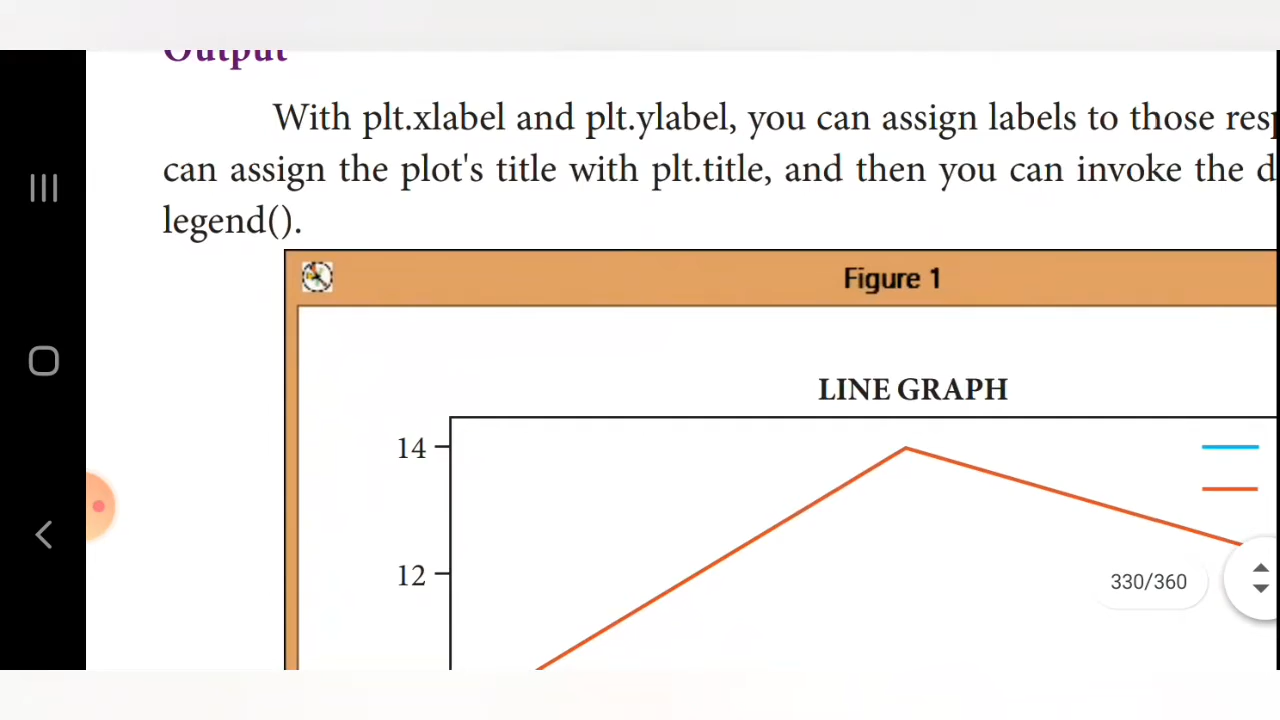 Output
With plt.xlabel and plt.ylabel, you can assign labels to those
can assign the plot's title with plt.title, and then you can invoke the
legend().
Figure 1
LINE GRAPH
14
12
330/360